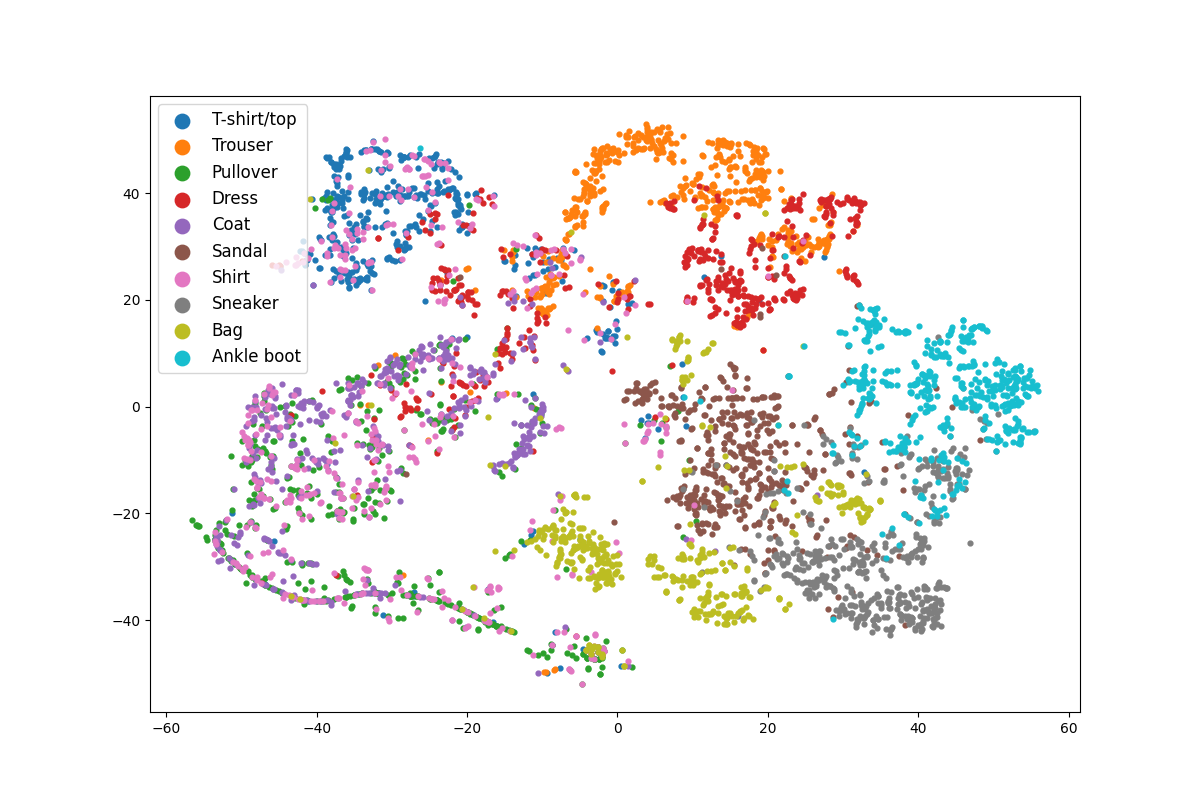 T-shirt/top
Trouser
Pullover
Dress
Coat
Sandal
Shirt
Sneaker
Bag
Ankle boot
40
20
0
−20
−40
−60 −40 −20 0 20 40 60